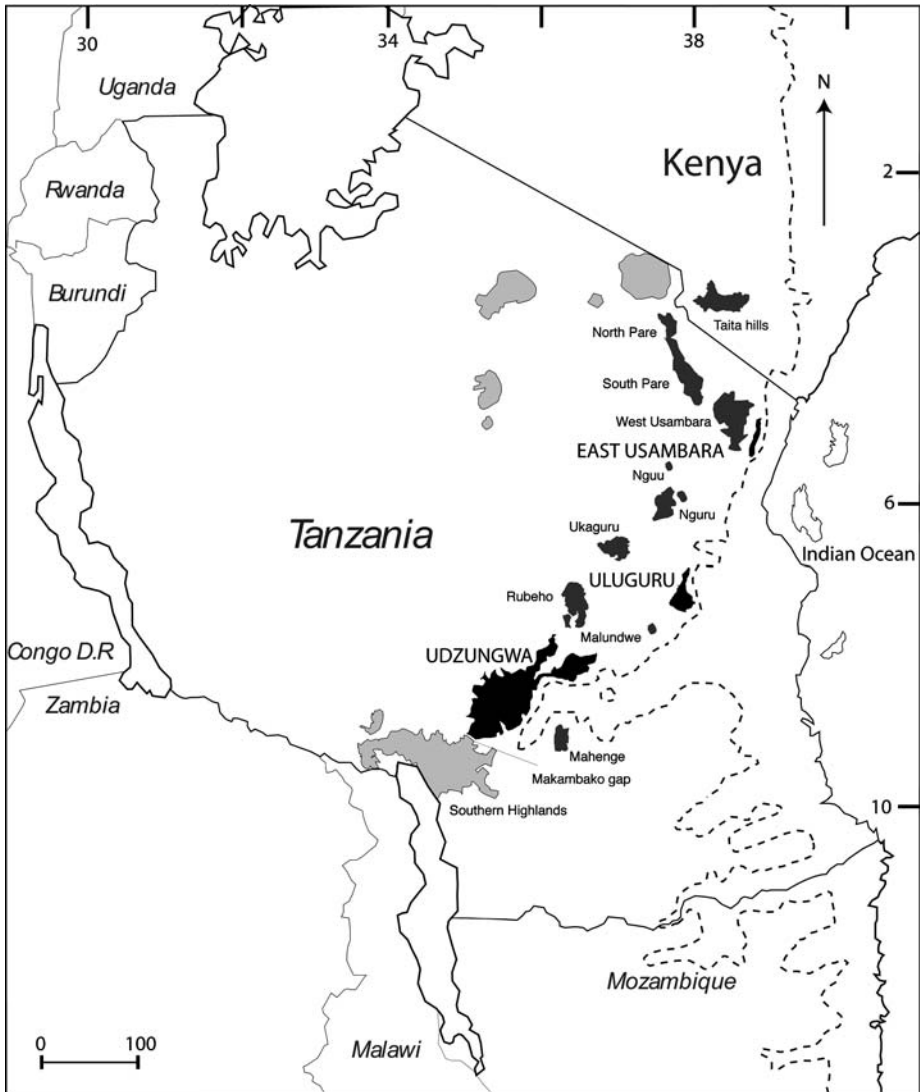 30
34
38
Uganda
N
Kenya
2
Rwanda
Burundi
North Pare
Taita hills
South Pare
West Usambara
EAST USAMBARA
Nguu
6
Nguru
Tanzania
Ukaguru
Indian Ocean
ULUGURU
Rubeho
Malundwe
UDZUNGWA
Congo D.R
Zambia
Mahenge
Makambako gap
Southern Highlands
10
Mozambique
0
100
Malawi